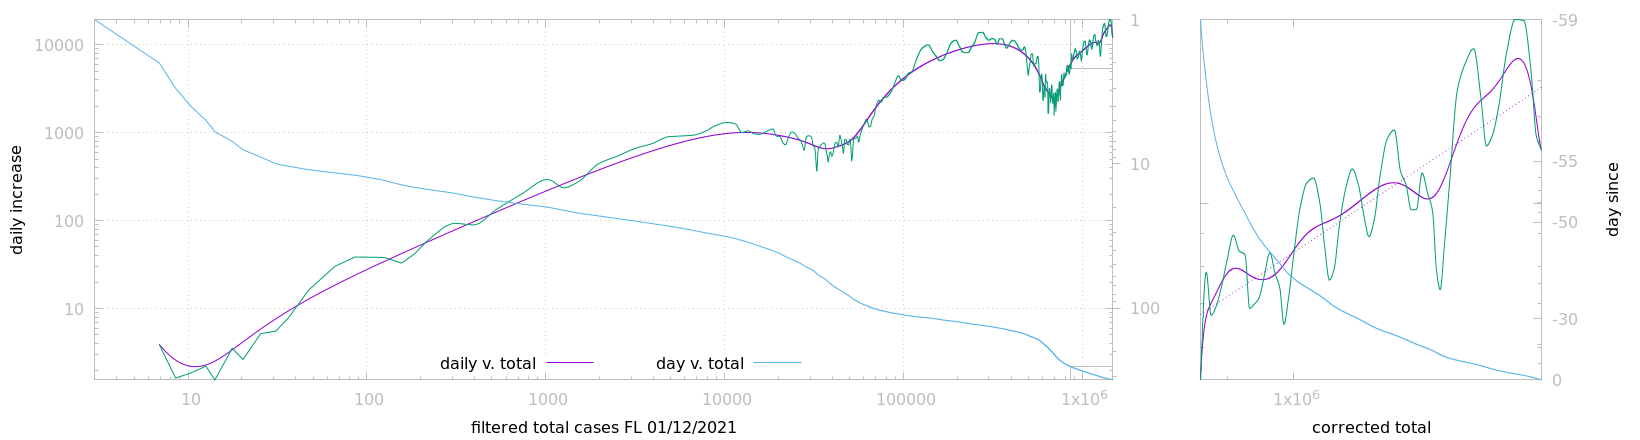 daily increase
10000
1000
100
10
1
10
100
daily v. total
day v. total
10
100
1000
10000
100000
1x10^6
filtered total cases FL 01/12/2021
-59
-55
-50
-30
0
day since
1x10^6
corrected total